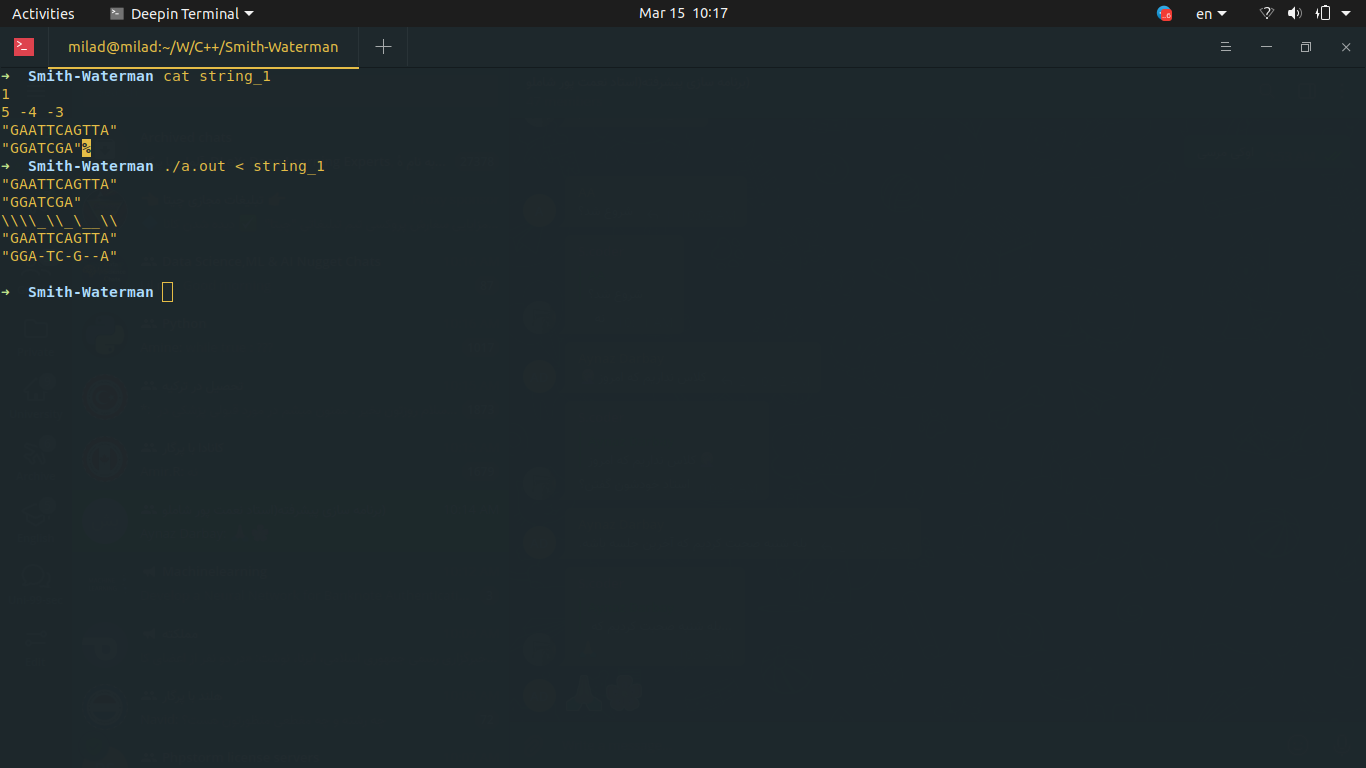 Activities Deepin Terminal Mar 15 10:17 en
milad@milad:~/W/C++/Smith-Waterman
➜ Smith-Waterman cat string_1
1
5 -4 -3
"GAATTCAGTTA"
"GGATCGA"%
➜ Smith-Waterman ./a.out < string_1
"GAATTCAGTTA"
"GGATCGA"
\\\\_\\_\__\\
"GAATTCAGTTA"
"GGA-TC-G--A"
➜ Smith-Waterman